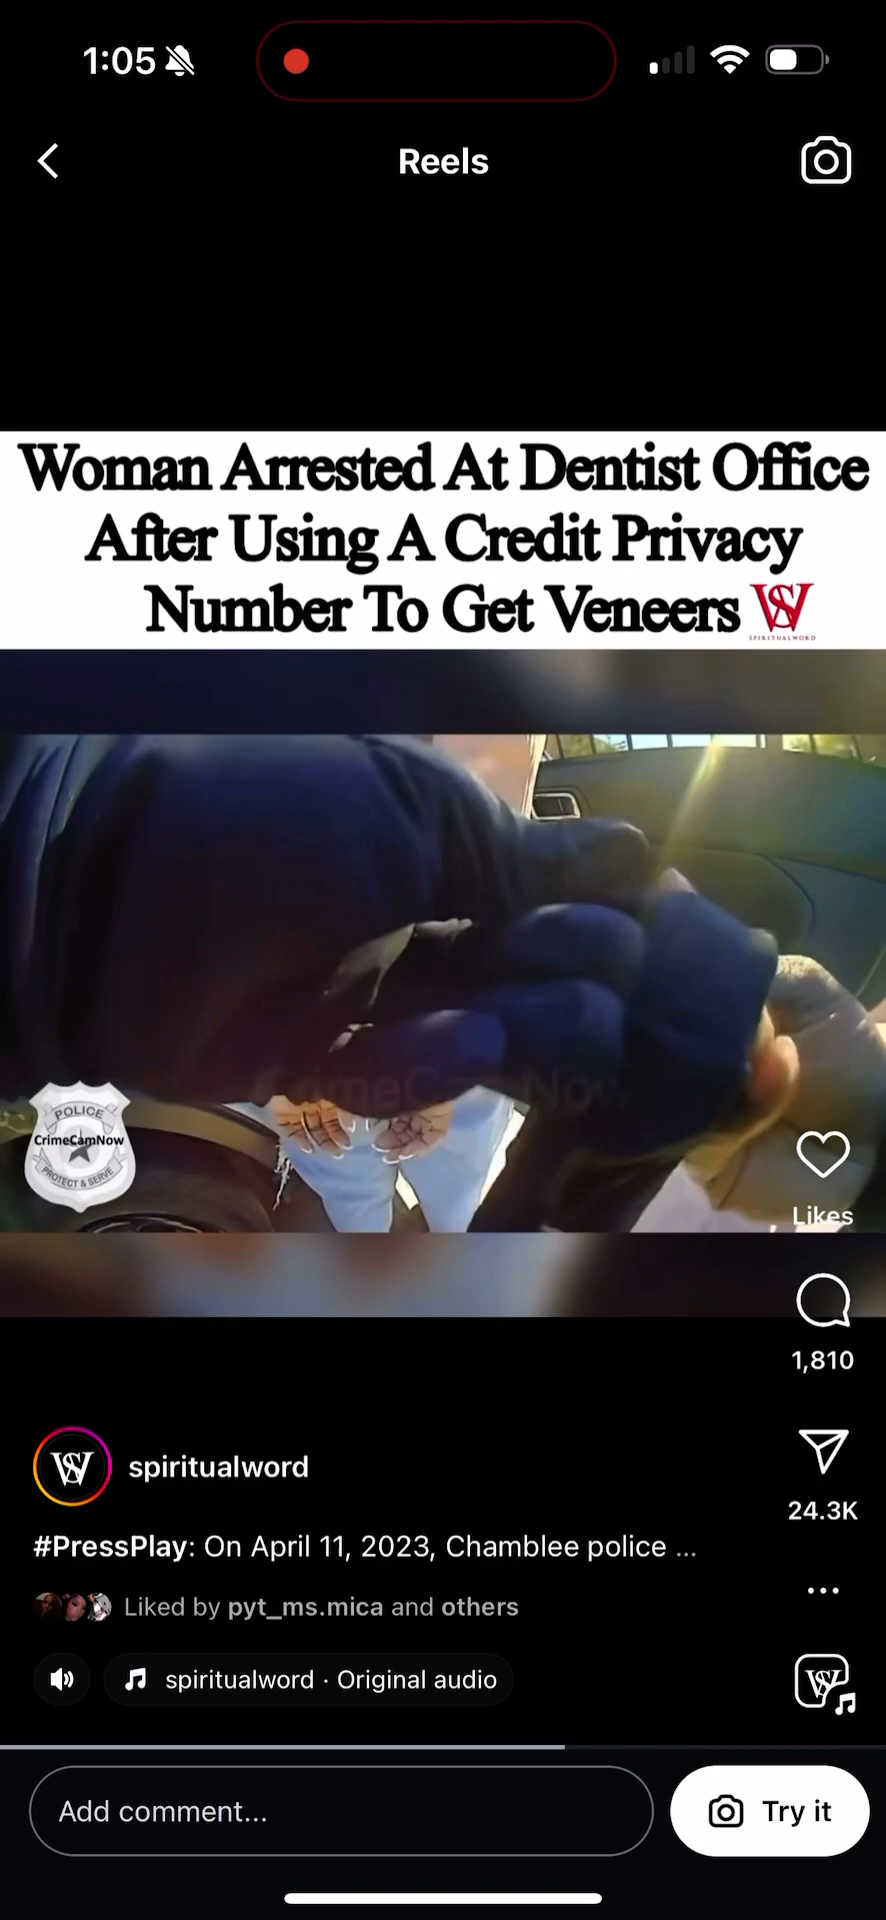 1:05
Reels
Woman Arrested At Dentist Office
After Using A Credit Privacy
Number To Get Veneers
SPIRITUALWORD
CrimeCamNow
POLICE
CrimeCamNow
PROTECT & SERVE
Likes
1,810
spiritualword
24.3K
#PressPlay: On April 11, 2023, Chamblee police ...
Liked by pyt_ms.mica and others
spiritualword · Original audio
Add comment...
Try it